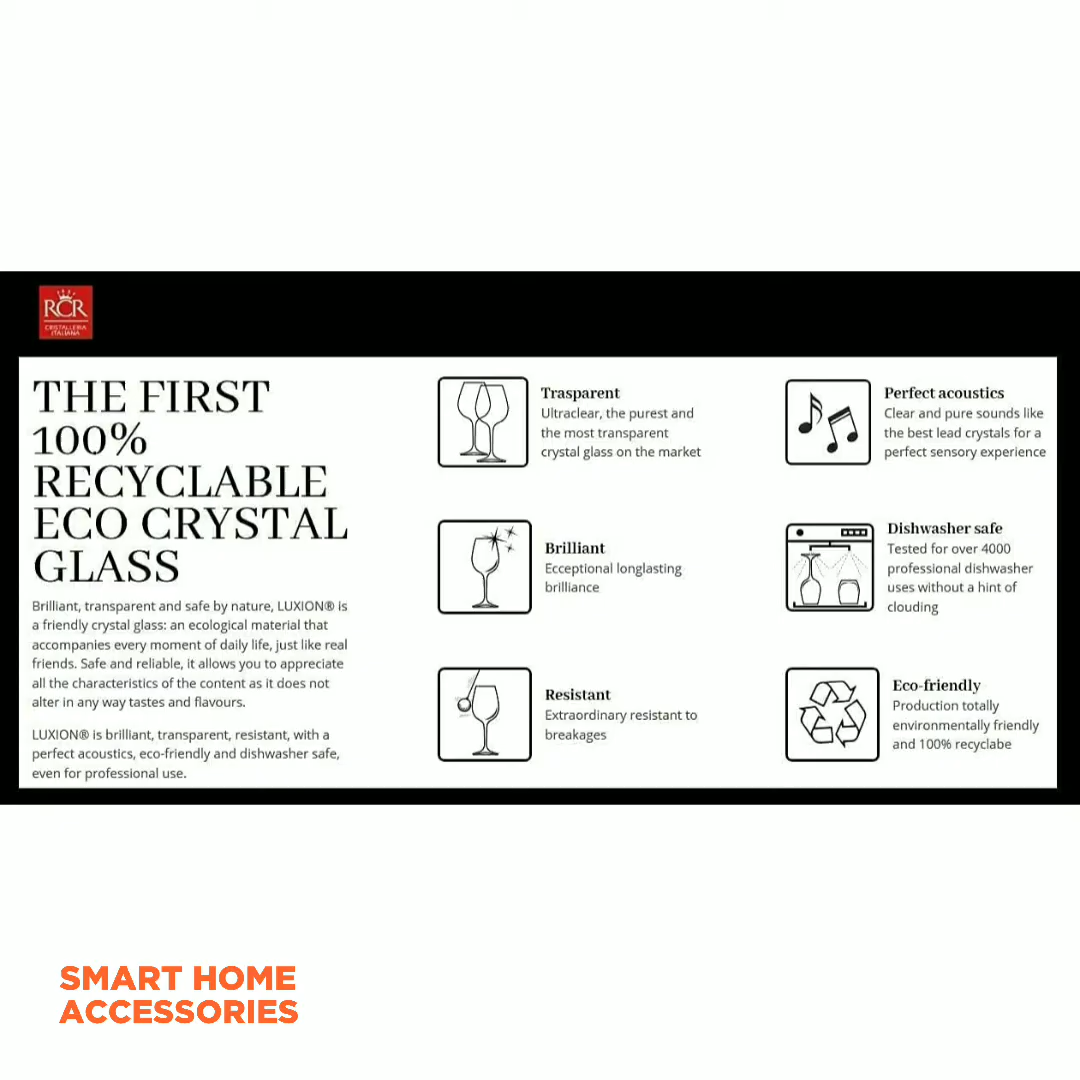 RCR
CRISTALLERIA
ITALIANA
THE FIRST
100%
RECYCLABLE
ECO CRYSTAL
GLASS
Brilliant, transparent and safe by nature, LUXION® is
a friendly crystal glass: an ecological material that
accompanies every moment of daily life, just like real
friends. Safe and reliable, it allows you to appreciate
all the characteristics of the content as it does not
alter in any way tastes and flavours.
LUXION® is brilliant, transparent, resistant, with a
perfect acoustics, eco-friendly and dishwasher safe,
even for professional use.
Trasparent
Ultraclear, the purest and
the most transparent
crystal glass on the market
Brilliant
Ecceptional longlasting
brilliance
Resistant
Extraordinary resistant to
breakages
Perfect acoustics
Clear and pure sounds like
the best lead crystals for a
perfect sensory experience
Dishwasher safe
Tested for over 4000
professional dishwasher
uses without a hint of
clouding
Eco-friendly
Production totally
environmentally friendly
and 100% recyclabe
SMART HOME
ACCESSORIES